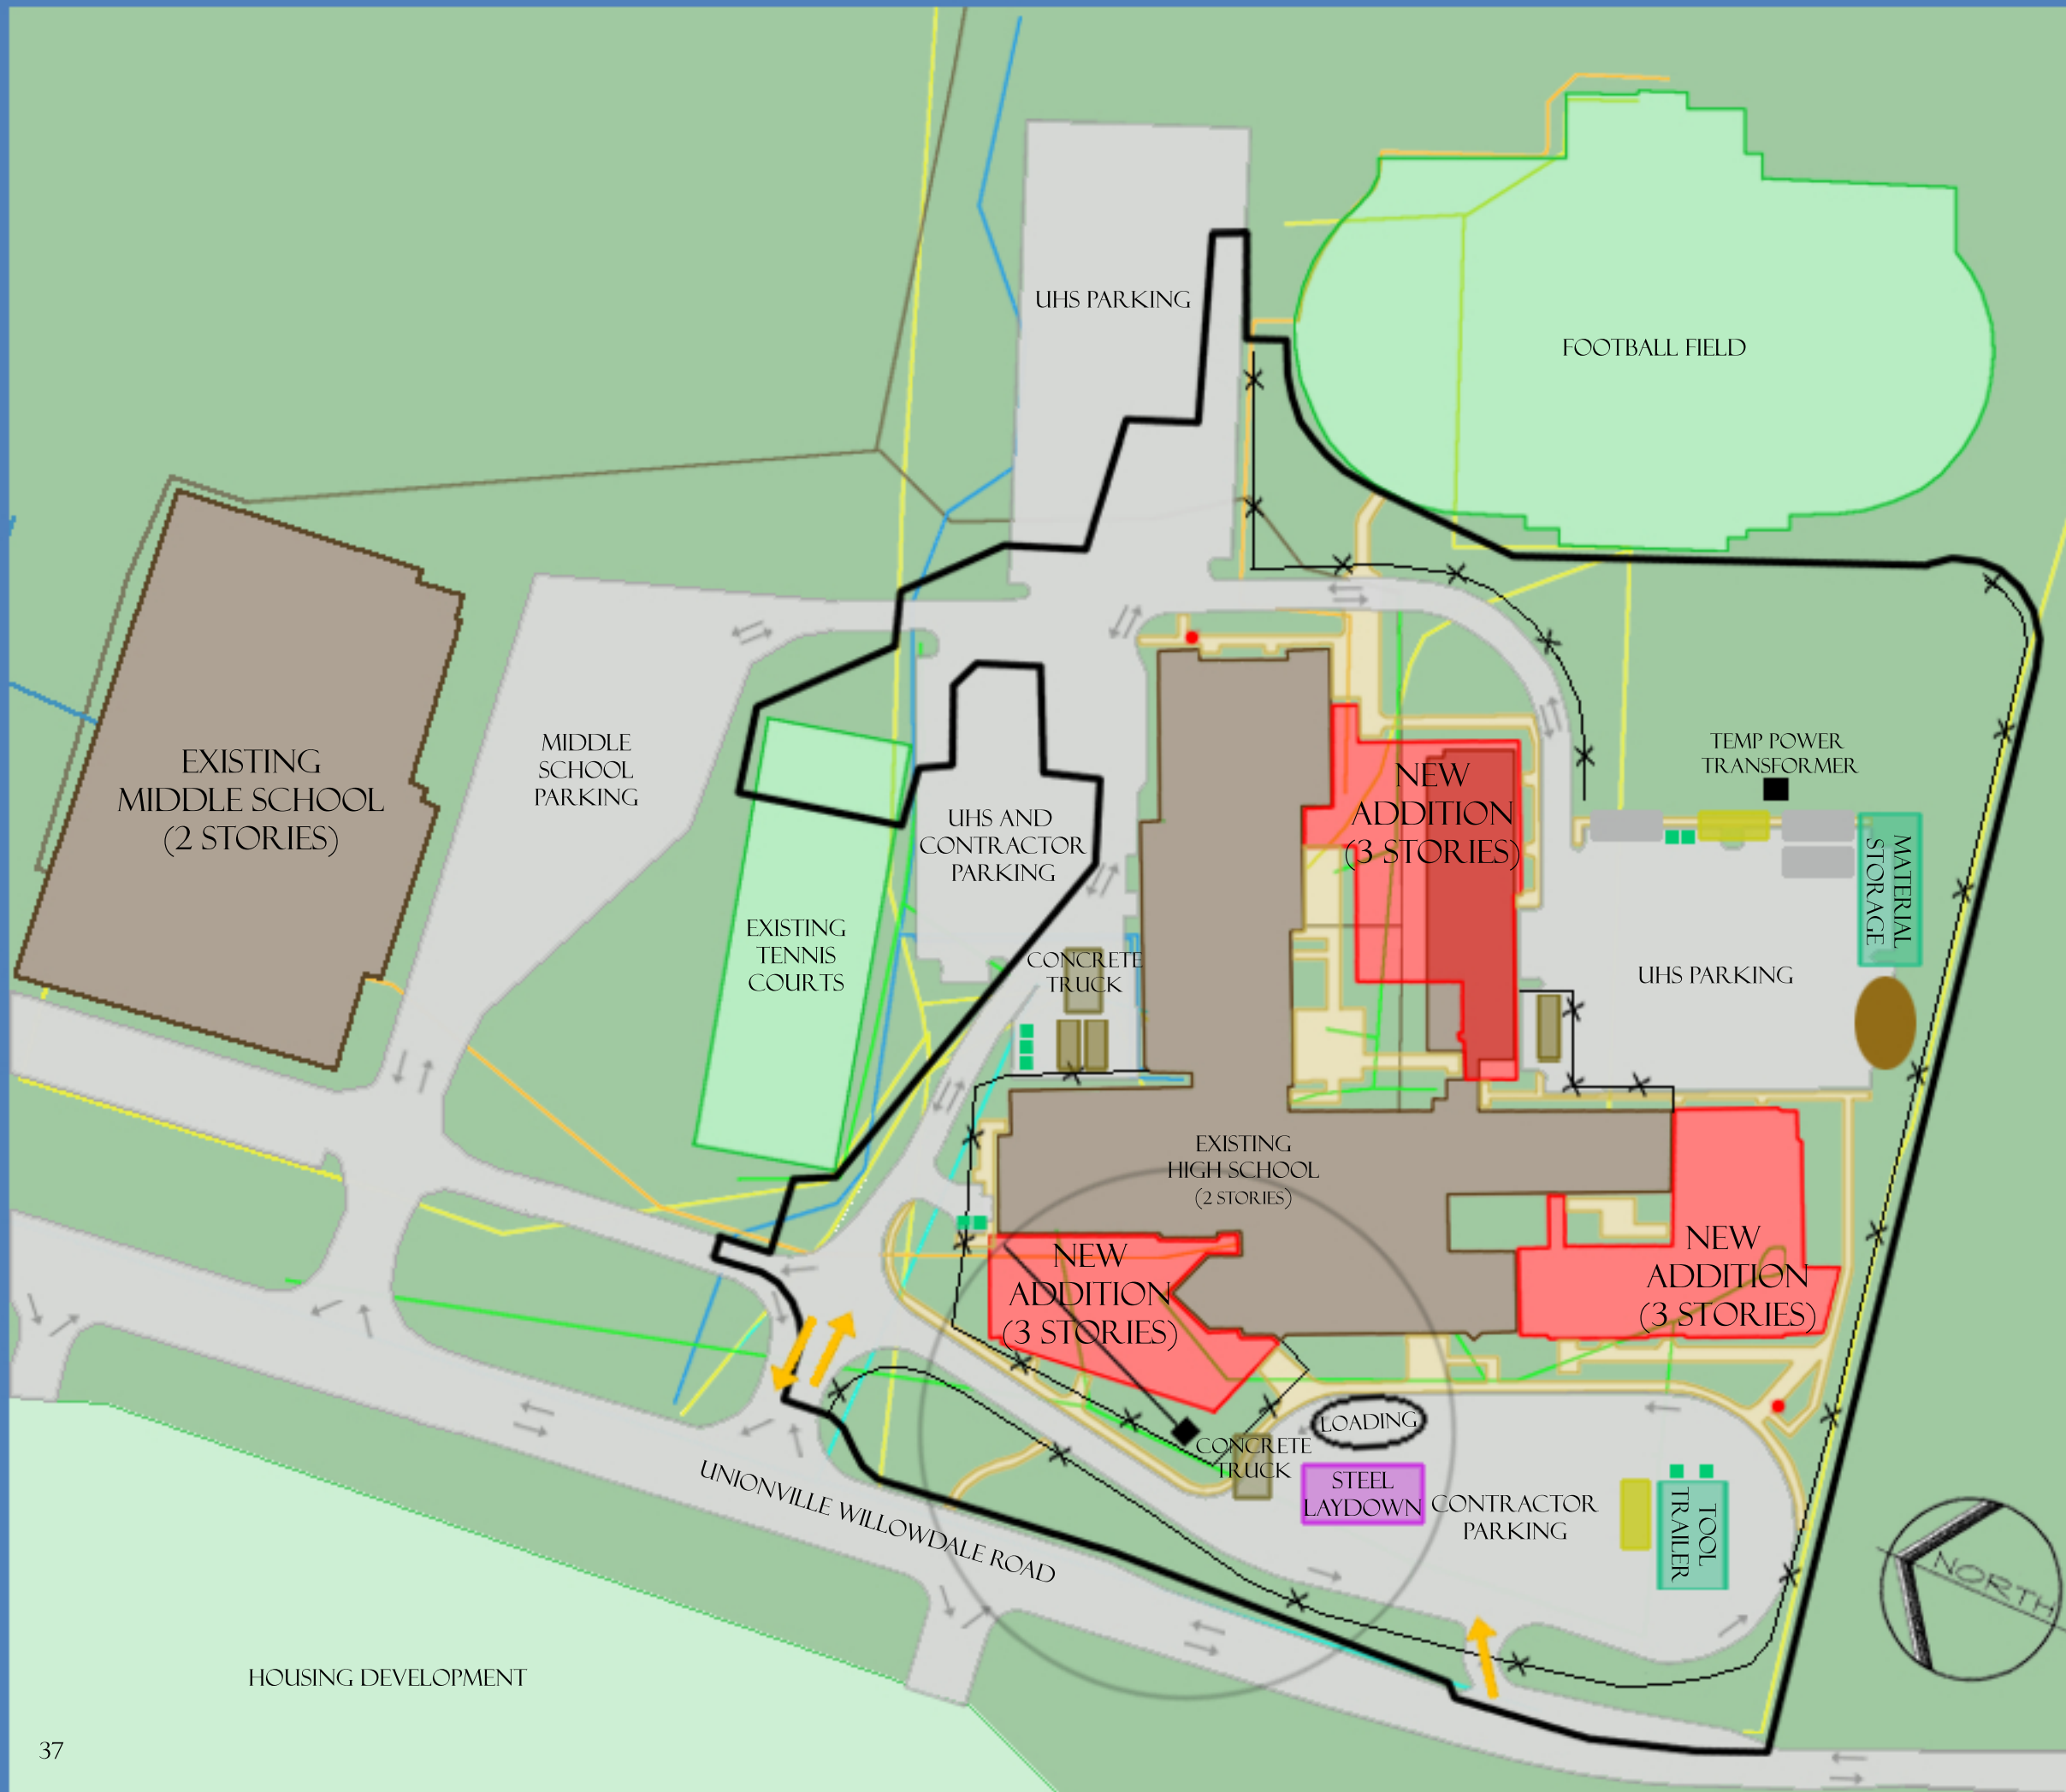 UHS PARKING
FOOTBALL FIELD
EXISTING
MIDDLE SCHOOL
(2 STORIES)
MIDDLE
SCHOOL
PARKING
UHS AND
CONTRACTOR
PARKING
EXISTING
TENNIS
COURTS
CONCRETE
TRUCK
NEW
ADDITION
(3 STORIES)
TEMP POWER
TRANSFORMER
MATERIAL
STORAGE
UHS PARKING
EXISTING
HIGH SCHOOL
(2 STORIES)
NEW
ADDITION
(3 STORIES)
NEW
ADDITION
(3 STORIES)
LOADING
CONCRETE
TRUCK
STEEL
LAYDOWN
CONTRACTOR
PARKING
TOOL
TRAILER
UNIONVILLE WILLOWDALE ROAD
NORTH
HOUSING DEVELOPMENT
37